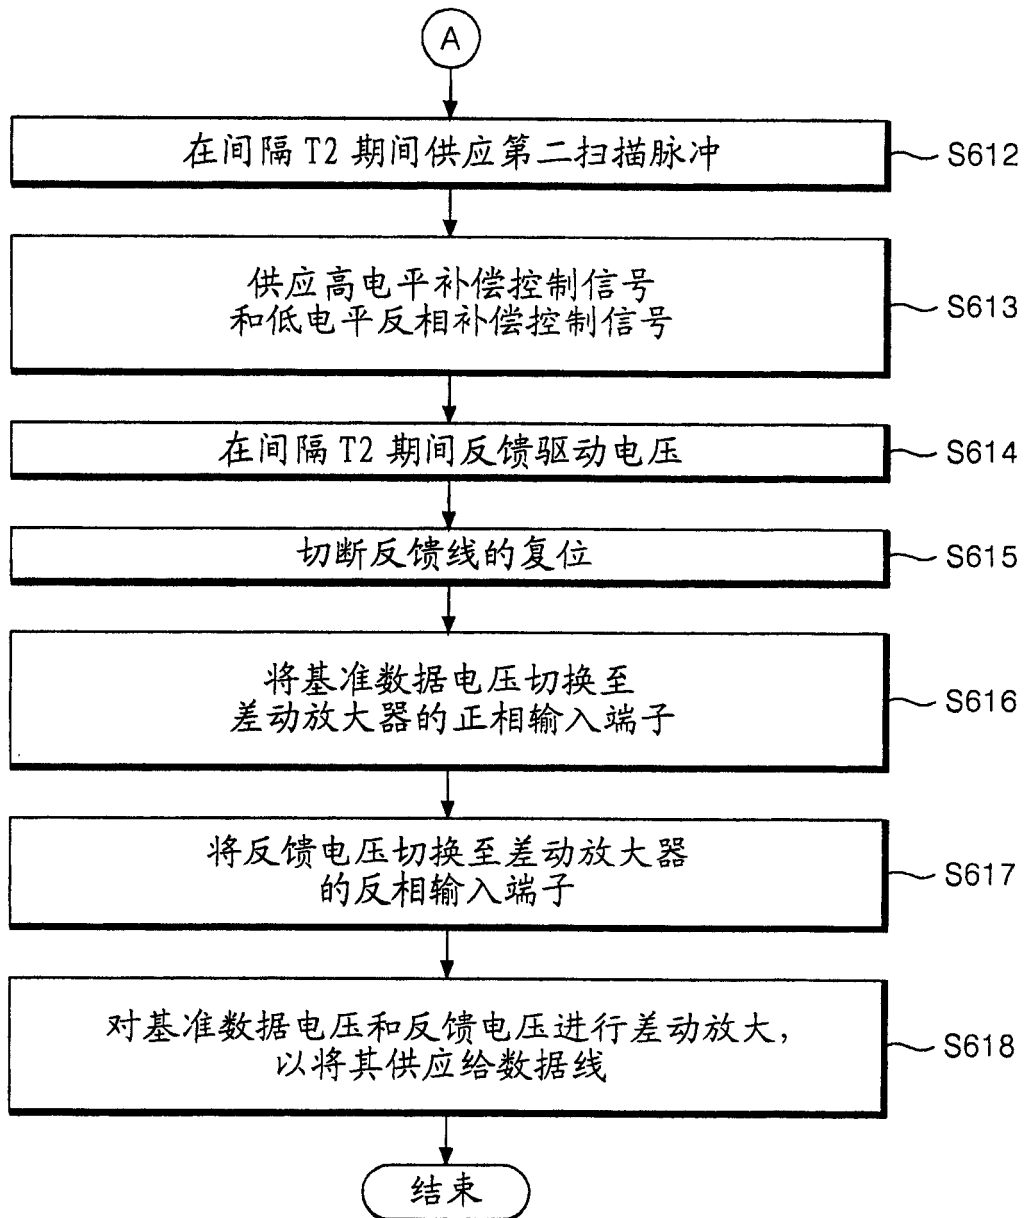 A
在间隔 T2 期间供应第二扫描脉冲
S612
供应高电平补偿控制信号
和低电平反相补偿控制信号
S613
在间隔 T2 期间反馈驱动电压
S614
切断反馈线的复位
S615
将基准数据电压切换至
差动放大器的正相输入端子
S616
将反馈电压切换至差动放大器
的反相输入端子
S617
对基准数据电压和反馈电压进行差动放大，
以将其供应给数据线
S618
结束